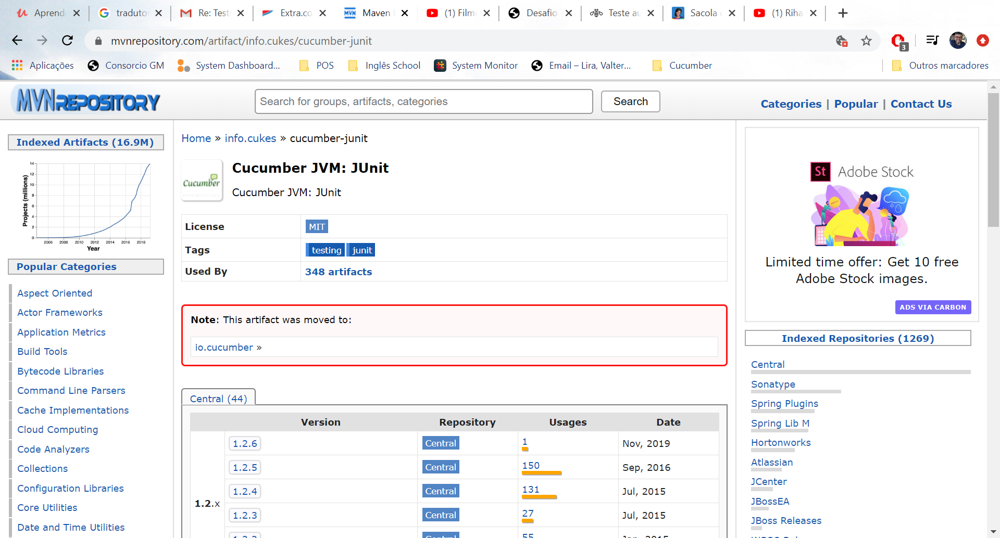 Aprend
traduto
Re: Test
Extra.co
Maven
(1) Film
Desafio
Teste au
Sacola
(1) Riha
mvnrepository.com/artifact/info.cukes/cucumber-junit
3
Aplicações
Consorcio GM
System Dashboard...
POS
Inglês School
System Monitor
Email – Lira, Valter...
Cucumber
Outros marcadores
MVNREPOSITORY
Search for groups, artifacts, categories
Search
Categories | Popular | Contact Us
Indexed Artifacts (16.9M)
Projects (millions)
14
12
10
8
6
4
2
0
2006 2008 2010 2012 2014 2016 2018
Year
Popular Categories
Aspect Oriented
Actor Frameworks
Application Metrics
Build Tools
Bytecode Libraries
Command Line Parsers
Cache Implementations
Cloud Computing
Code Analyzers
Collections
Configuration Libraries
Core Utilities
Date and Time Utilities
Home » info.cukes » cucumber-junit
Cucumber
Cucumber JVM: JUnit
Cucumber JVM: JUnit
License MIT
Tags testing junit
Used By 348 artifacts
Note: This artifact was moved to:
io.cucumber »
Central (44)
Version Repository Usages Date
1.2.x
1.2.6 Central 1 Nov, 2019
1.2.5 Central 150 Sep, 2016
1.2.4 Central 131 Jul, 2015
1.2.3 Central 27 Jul, 2015
Central 55 2015
St Adobe Stock
Limited time offer: Get 10 free
Adobe Stock images.
ADS VIA CARBON
Indexed Repositories (1269)
Central
Sonatype
Spring Plugins
Spring Lib M
Hortonworks
Atlassian
JCenter
JBossEA
JBoss Releases